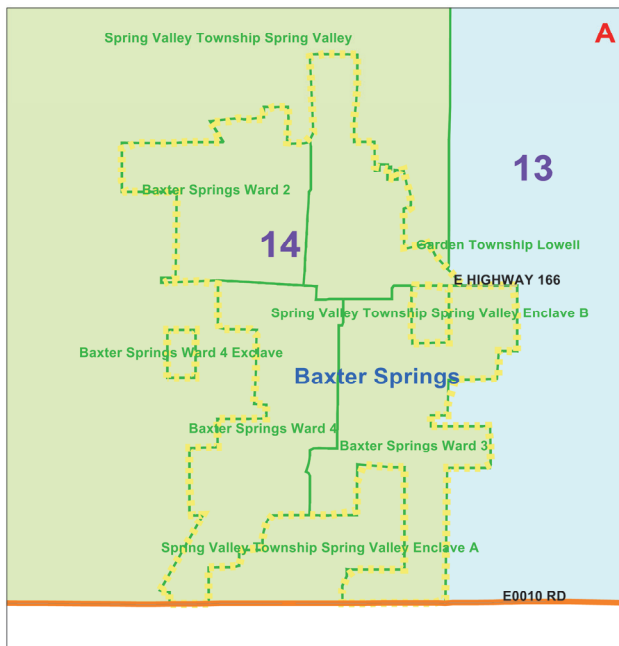 Spring Valley Township Spring Valley
A
13
Baxter Springs Ward 2
14
Garden Township Lowell
E HIGHWAY 166
Spring Valley Township Spring Valley Enclave B
Baxter Springs Ward 4 Exclave
Baxter Springs
Baxter Springs Ward 4
Baxter Springs Ward 3
Spring Valley Township Spring Valley Enclave A
E0010 RD